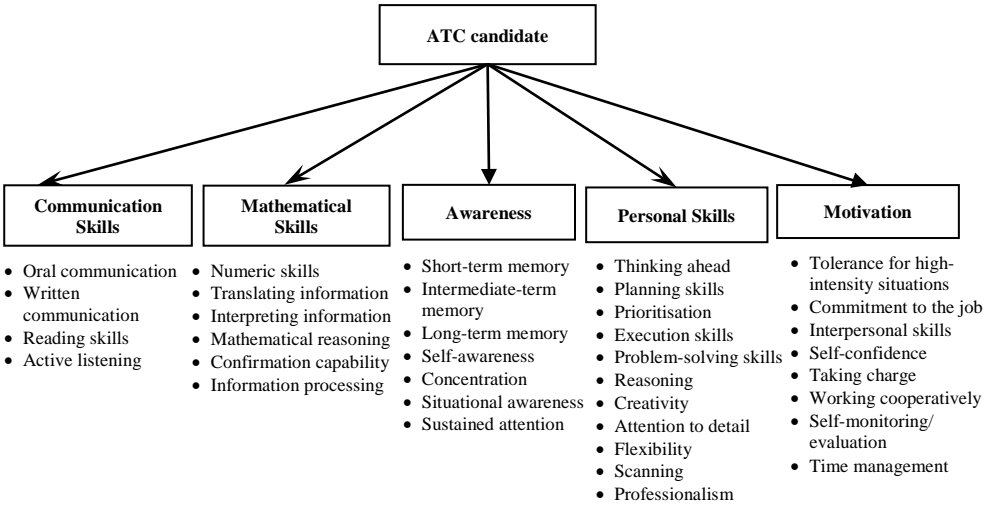 ATC candidate
Communication
Skills
Mathematical
Skills
Awareness
Personal Skills
Motivation
• Oral communication
• Written
communication
• Reading skills
• Active listening
• Numeric skills
• Translating information
• Interpreting information
• Mathematical reasoning
• Confirmation capability
• Information processing
• Short-term memory
• Intermediate-term
memory
• Long-term memory
• Self-awareness
• Concentration
• Situational awareness
• Sustained attention
• Thinking ahead
• Planning skills
• Prioritisation
• Execution skills
• Problem-solving skills
• Reasoning
• Creativity
• Attention to detail
• Flexibility
• Scanning
• Professionalism
• Tolerance for high-
intensity situations
• Commitment to the job
• Interpersonal skills
• Self-confidence
• Taking charge
• Working cooperatively
• Self-monitoring/
evaluation
• Time management